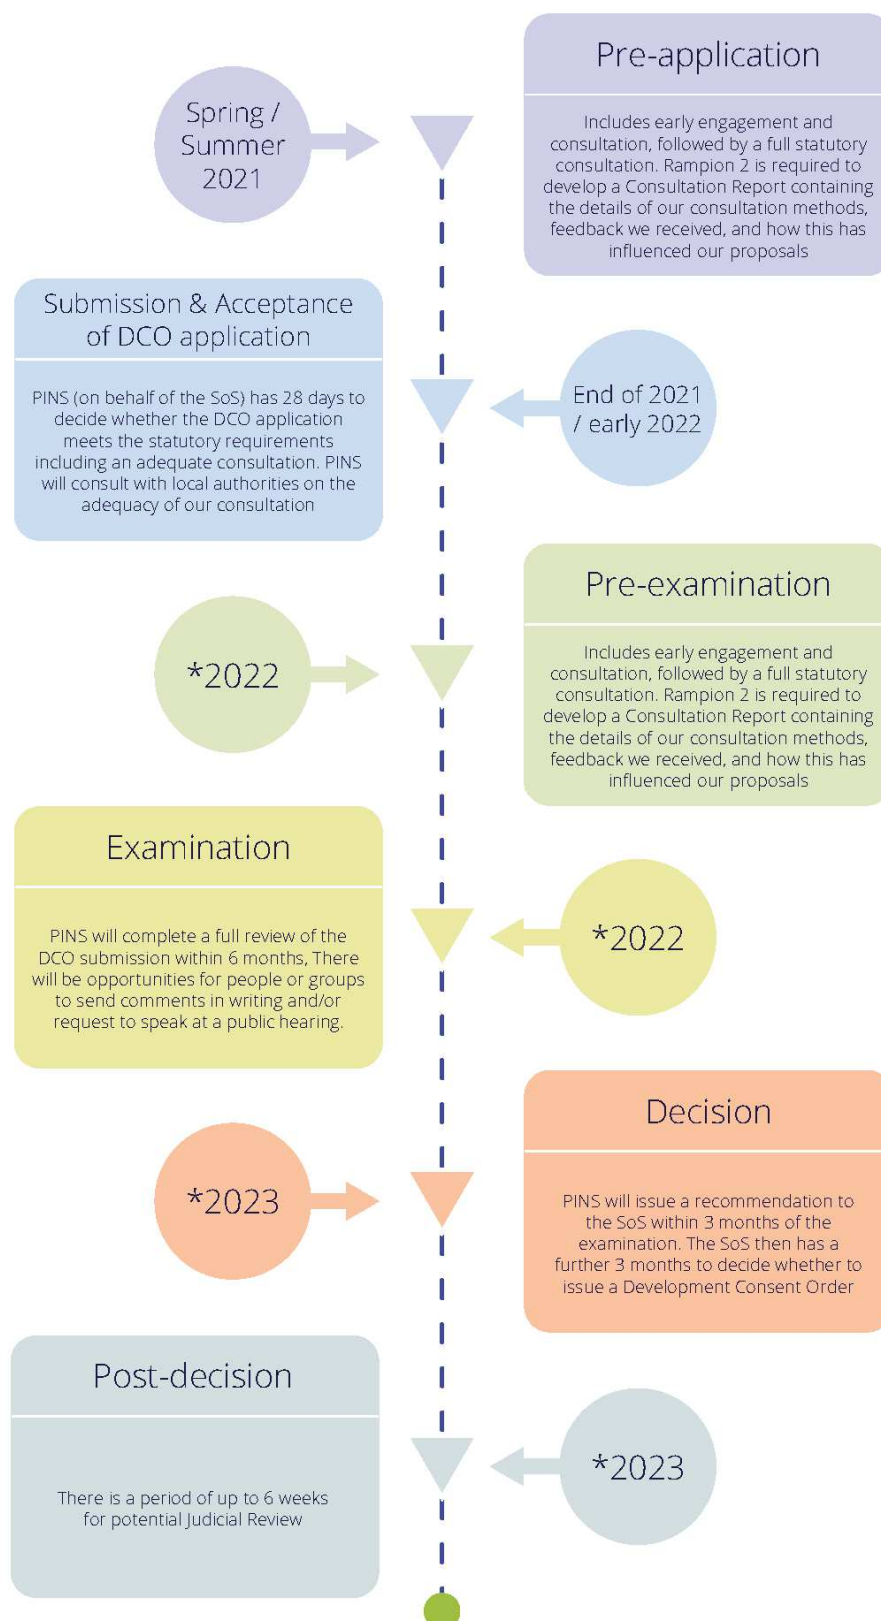 Pre-application
Includes early engagement and
consultation, followed by a full statutory
consultation. Rampion 2 is required to
develop a Consultation Report containing
the details of our consultation methods,
feedback we received, and how this has
influenced our proposals
Spring /
Summer
2021
Submission & Acceptance
of DCO application
PINS (on behalf of the SoS) has 28 days to
decide whether the DCO application
meets the statutory requirements
including an adequate consultation. PINS
will consult with local authorities on the
adequacy of our consultation
End of 2021
/ early 2022
Pre-examination
Includes early engagement and
consultation, followed by a full statutory
consultation. Rampion 2 is required to
develop a Consultation Report containing
the details of our consultation methods,
feedback we received, and how this has
influenced our proposals
*2022
Examination
PINS will complete a full review of the
DCO submission within 6 months, There
will be opportunities for people or groups
to send comments in writing and/or
request to speak at a public hearing.
*2022
Decision
PINS will issue a recommendation to
the SoS within 3 months of the
examination. The SoS then has a
further 3 months to decide whether to
issue a Development Consent Order
*2023
Post-decision
There is a period of up to 6 weeks
for potential Judicial Review
*2023